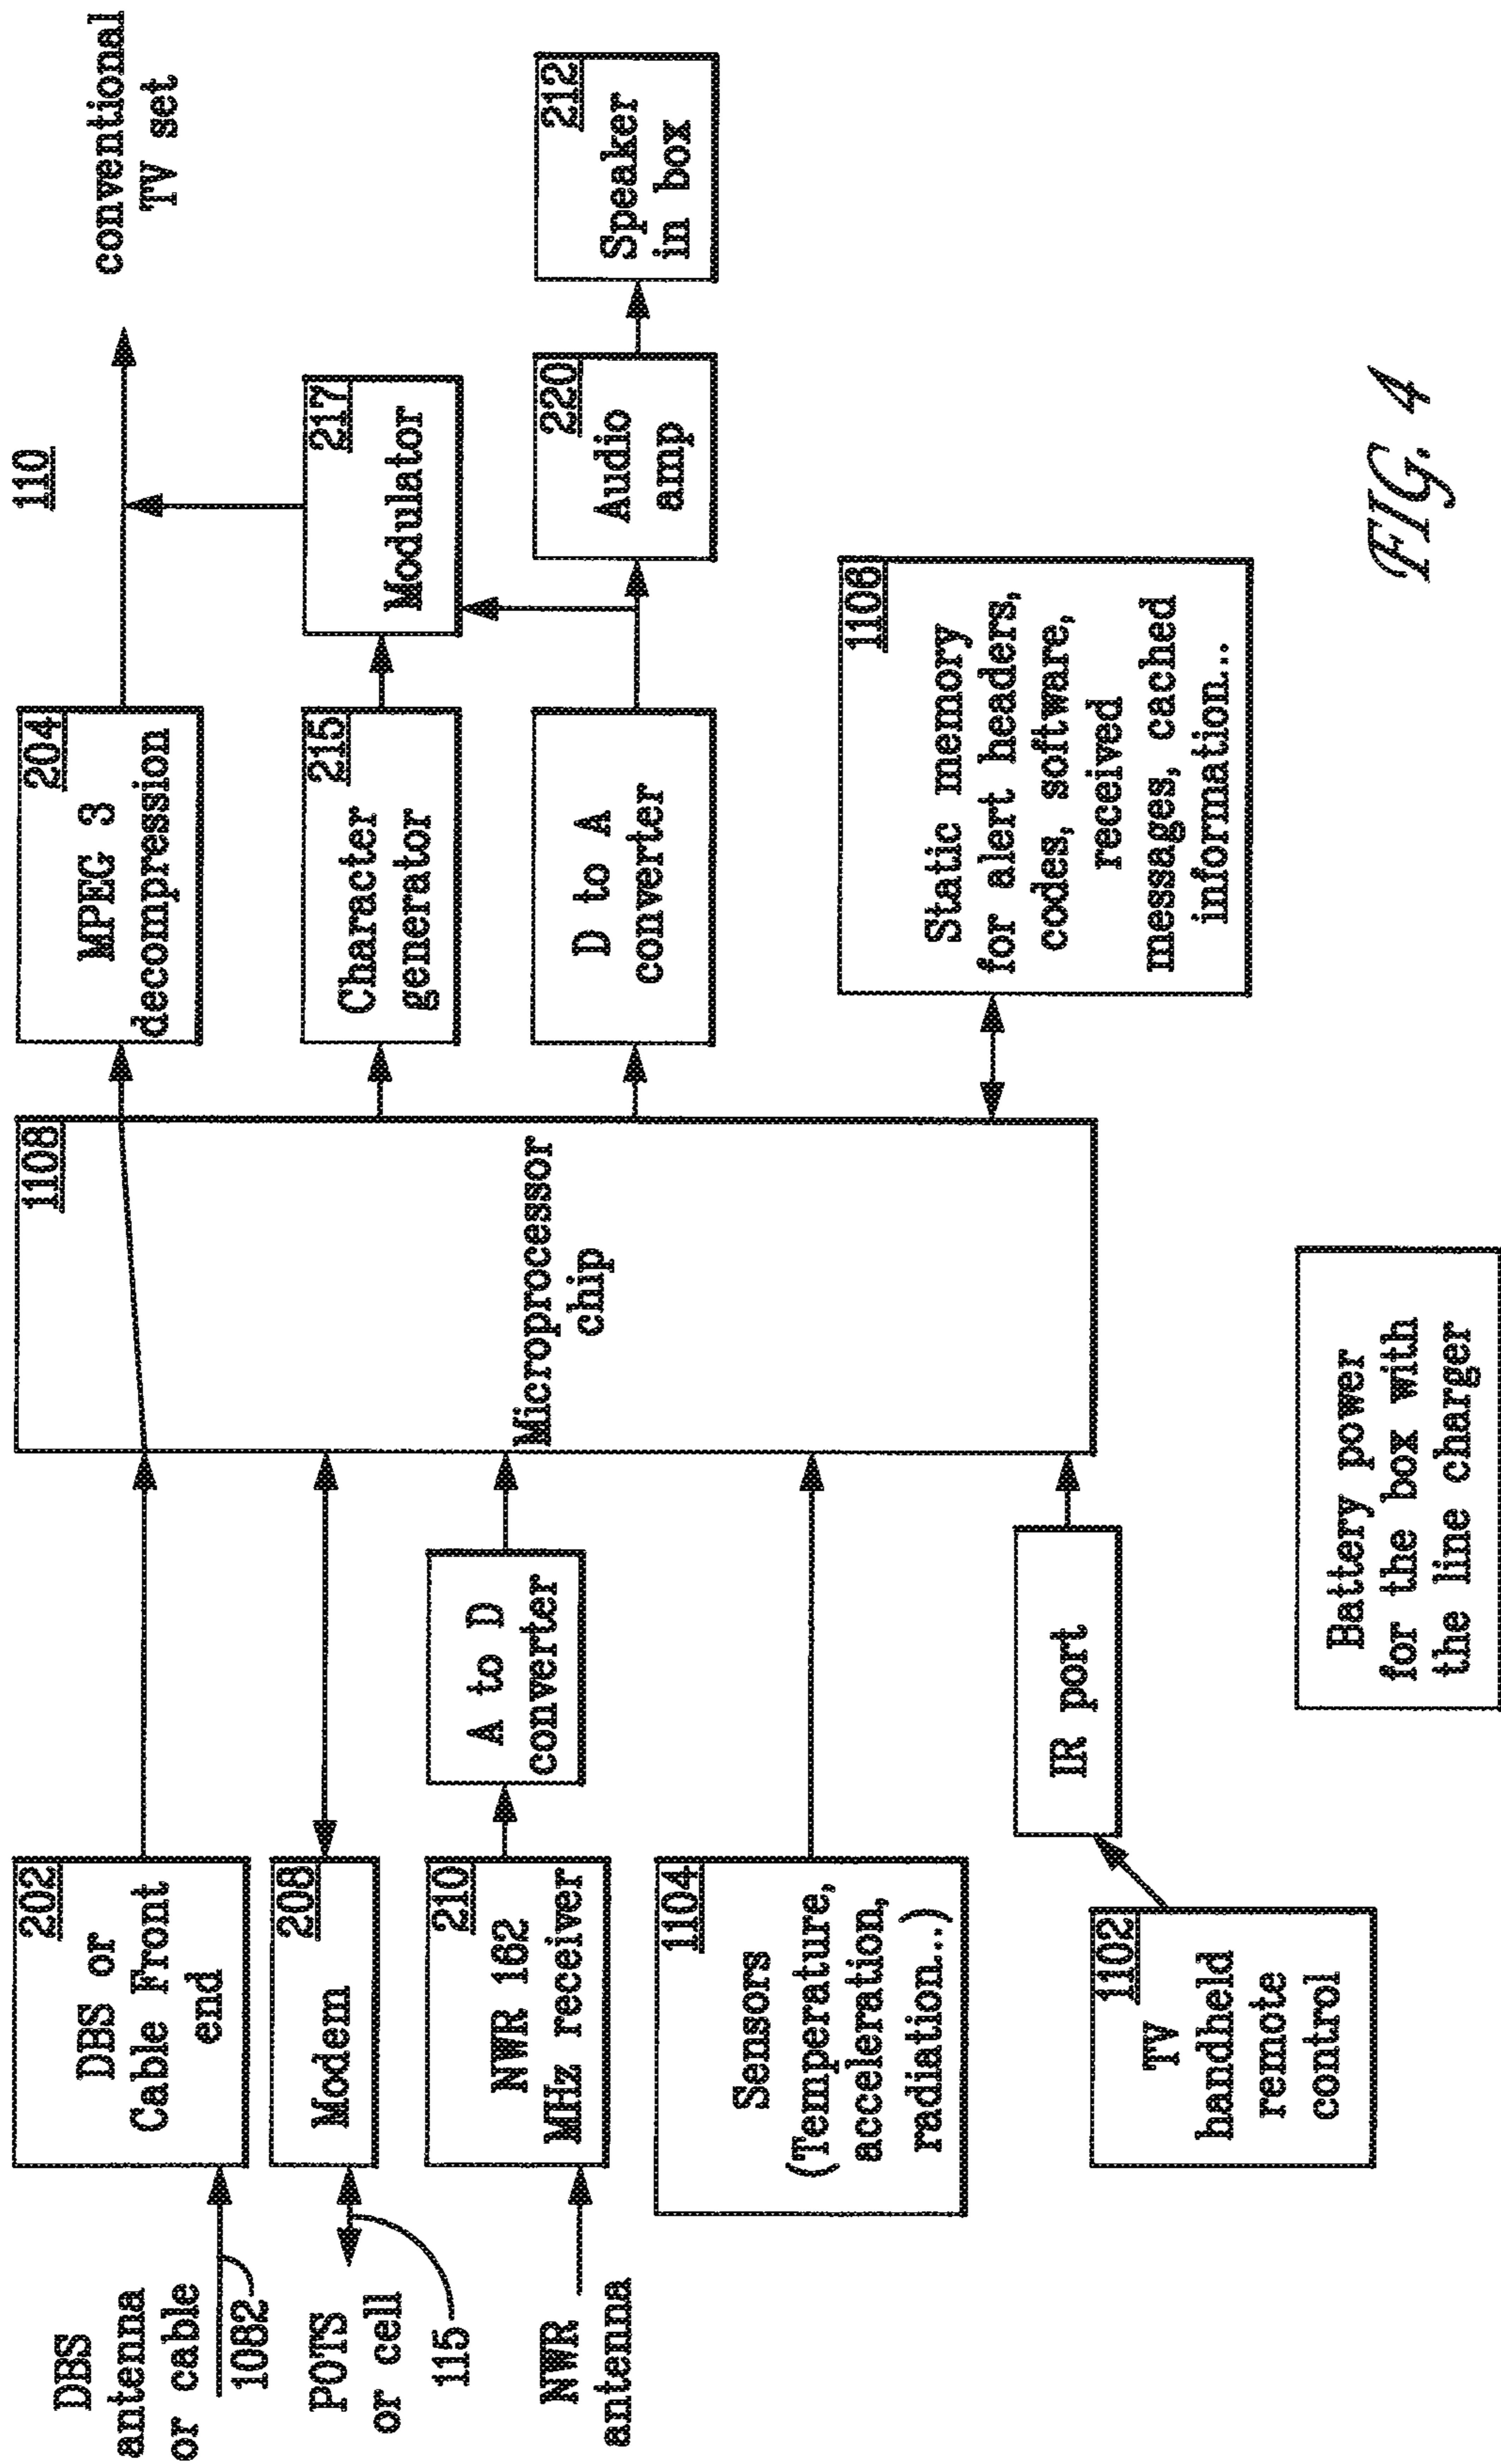 110
DBS
antenna
or cable
1082
202
DBS or
Cable Front
end
1108
Microprocessor
chip
204
MPEG 3
decompression
conventional
TV set
POTS
or cell
115
208
Modem
215
Character
generator
217
Modulator
NWR
antenna
210
NWR 162
MHz receiver
A to D
converter
D to A
converter
220
Audio
amp
212
Speaker
in box
1104
Sensors
(Temperature,
acceleration,
radiation...)
1106
Static memory
for alert headers,
codes, software,
received
messages, cached
information...
1102
TV
handheld
remote
control
IR port
Battery power
for the box with
the line charger
FIG. 4